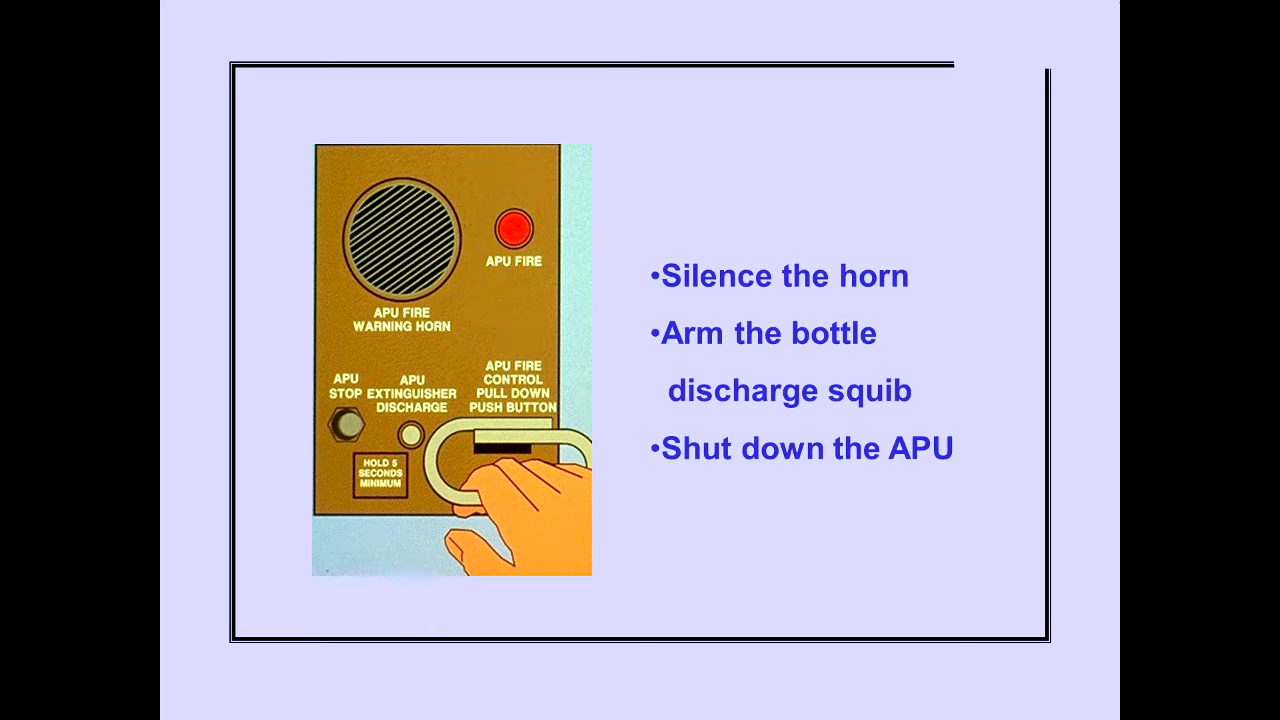 APU FIRE
APU FIRE
WARNING HORN
APU
STOP
APU
EXTINGUISHER
DISCHARGE
APU FIRE
CONTROL
PULL DOWN
PUSH BUTTON
HOLD 5
SECONDS
MINIMUM
•Silence the horn
•Arm the bottle
discharge squib
•Shut down the APU